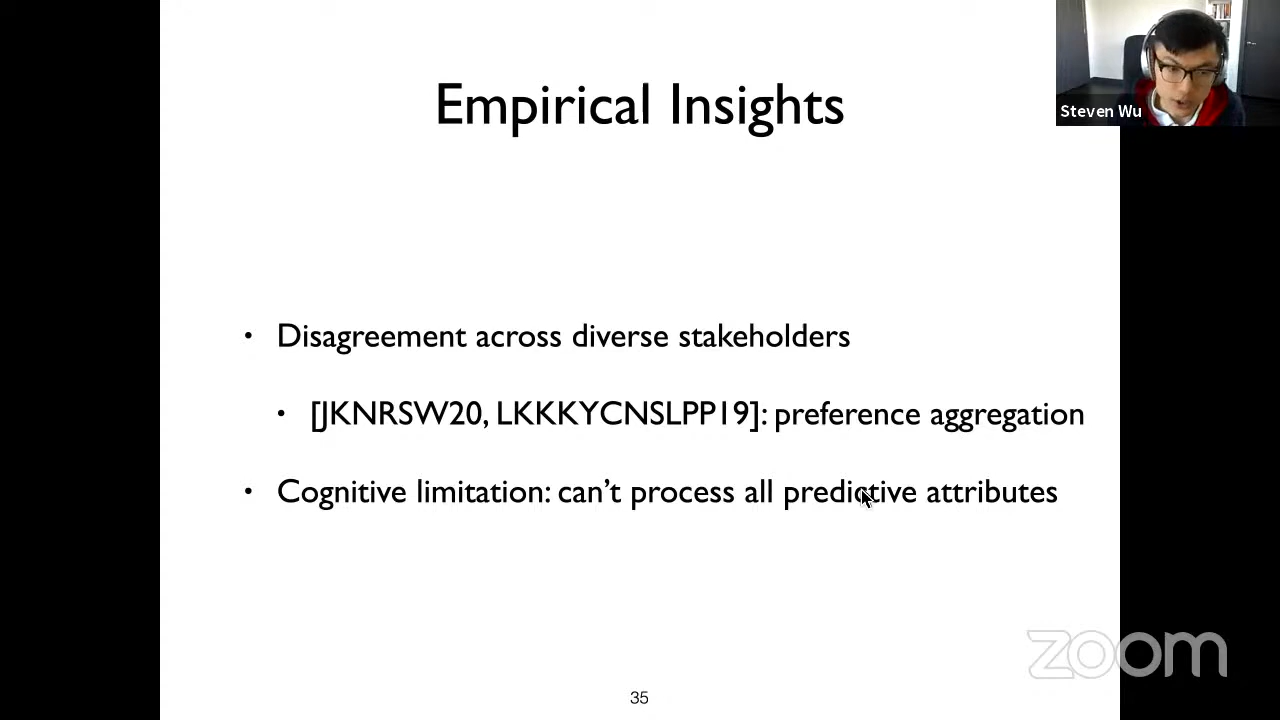 Empirical Insights
Steven Wu
• Disagreement across diverse stakeholders
• [JKNRSW20, LKKKYCNSLPP19]: preference aggregation
• Cognitive limitation: can’t process all predictive attributes
zoom
35